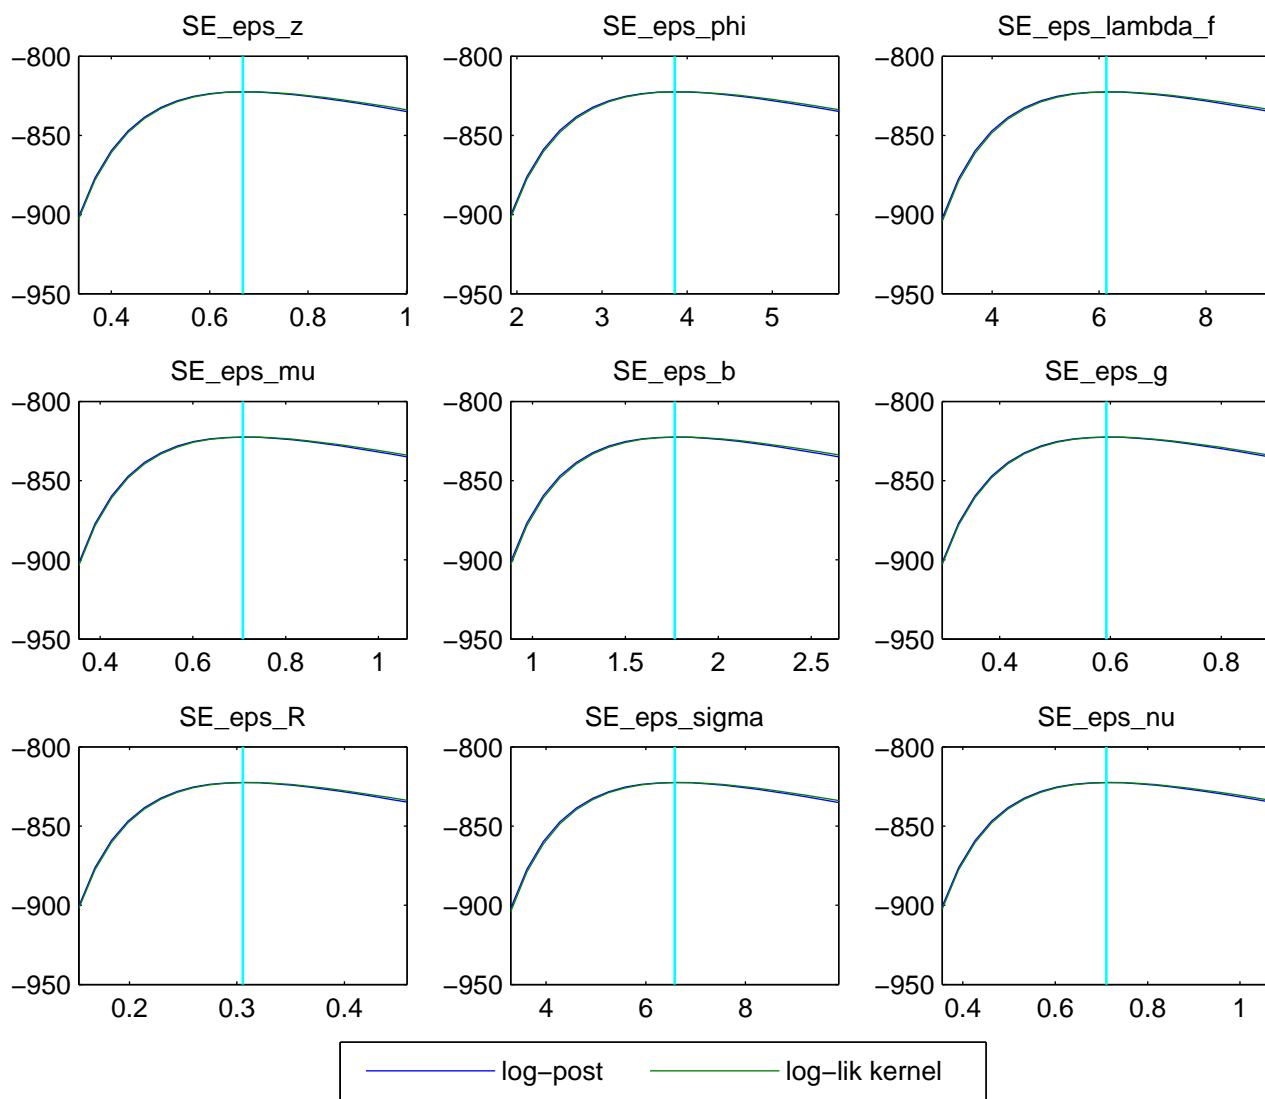 SE_eps_z
−800
−850
−900
−950
0.4 0.6 0.8 1
SE_eps_phi
−800
−850
−900
−950
2 3 4 5
SE_eps_lambda_f
−800
−850
−900
−950
4 6 8
SE_eps_mu
−800
−850
−900
−950
0.4 0.6 0.8 1
SE_eps_b
−800
−850
−900
−950
1 1.5 2 2.5
SE_eps_g
−800
−850
−900
−950
0.4 0.6 0.8
SE_eps_R
−800
−850
−900
−950
0.2 0.3 0.4
SE_eps_sigma
−800
−850
−900
−950
4 6 8
SE_eps_nu
−800
−850
−900
−950
0.4 0.6 0.8 1
log−post log−lik kernel